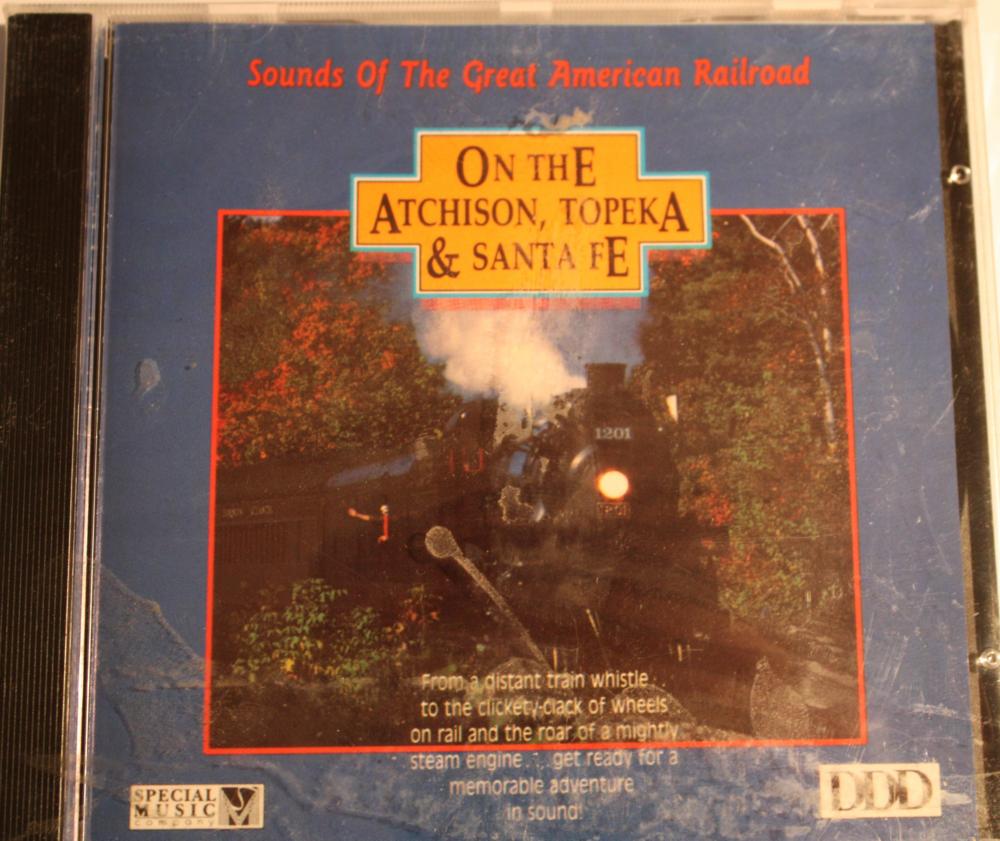 Sounds Of The Great American Railroad
ON THE
ATCHISON, TOPEKA
& SANTA FE
1201
From a distant train whistle . .
to the clickety-clack of wheels
on rail and the roar of a mightly
steam engine . . . get ready for a
memorable adventure
in sound!
SPECIAL
MUSIC
company
DDD